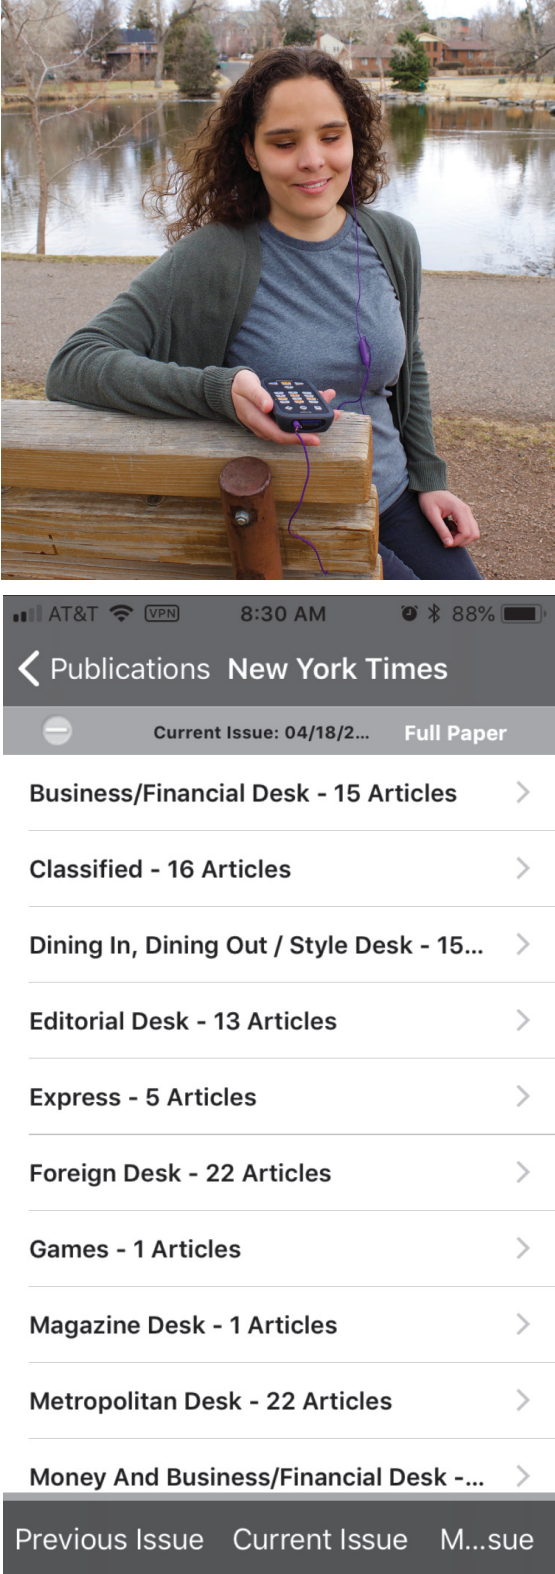 AT&T VPN 8:30 AM 88%
Publications New York Times
Current Issue: 04/18/2... Full Paper
Business/Financial Desk - 15 Articles
Classified - 16 Articles
Dining In, Dining Out / Style Desk - 15...
Editorial Desk - 13 Articles
Express - 5 Articles
Foreign Desk - 22 Articles
Games - 1 Articles
Magazine Desk - 1 Articles
Metropolitan Desk - 22 Articles
Money And Business/Financial Desk -...
Previous Issue Current Issue M...sue